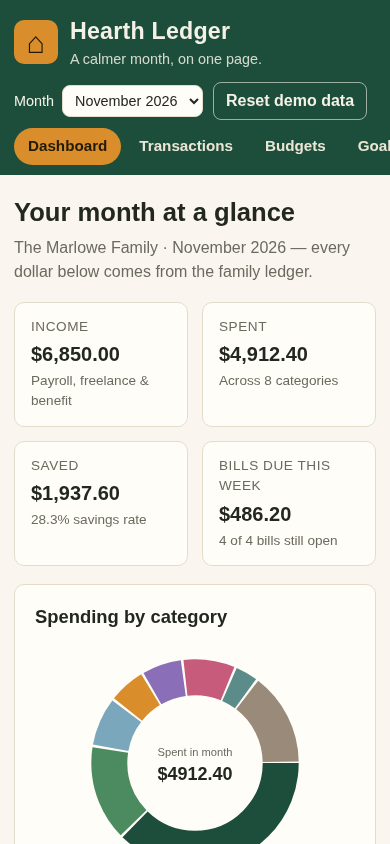 Hearth Ledger
A calmer month, on one page.
Month
November 2026
Reset demo data
Dashboard
Transactions
Budgets
Goal
Your month at a glance
The Marlowe Family · November 2026 — every
dollar below comes from the family ledger.
INCOME
$6,850.00
Payroll, freelance &
benefit
SPENT
$4,912.40
Across 8 categories
SAVED
$1,937.60
28.3% savings rate
BILLS DUE THIS
WEEK
$486.20
4 of 4 bills still open
Spending by category
Spent in month
$4912.40